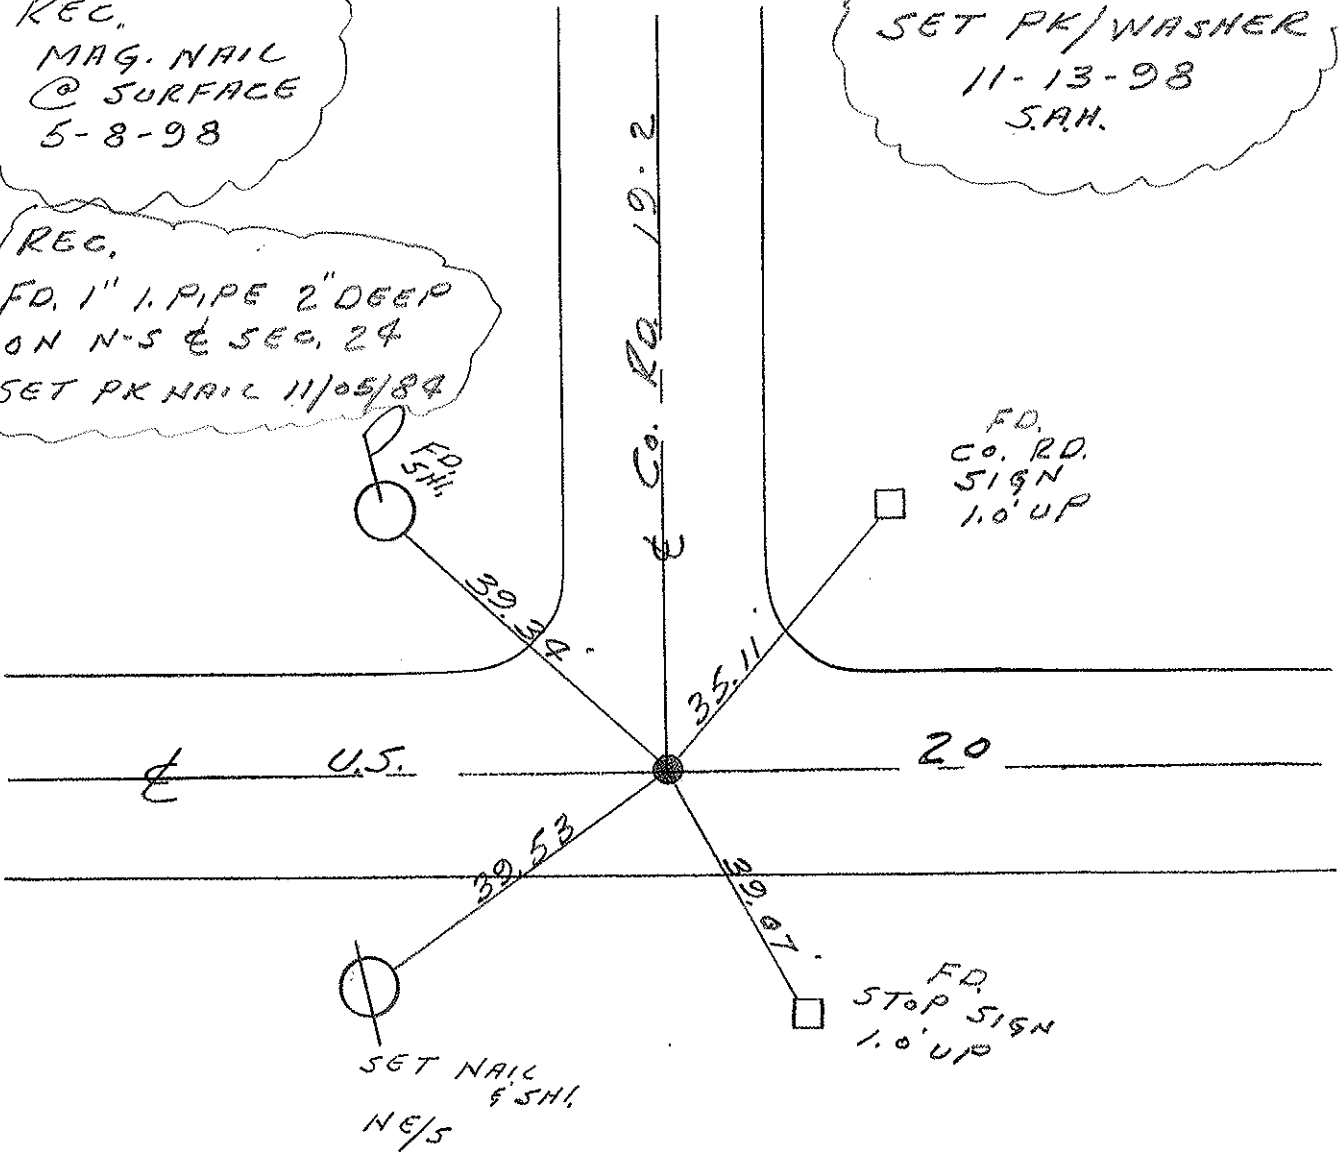 REC.
MAG. NAIL
@ SURFACE
5-8-98
SET PK/WASHER
11-13-98
S.A.H.
REC.
FD. 1" I. PIPE 2" DEEP
ON N-S ℄ SEC. 24
SET PK NAIL 11/05/84
℄ Co. RD. 19-2
FD.
SHI.
FD.
CO. RD.
SIGN
1.0' UP
39.34'
35.11'
℄ U.S. 20
39.53
39.07'
SET NAIL
& SHI.
NE/S
FD.
STOP SIGN
1.0' UP